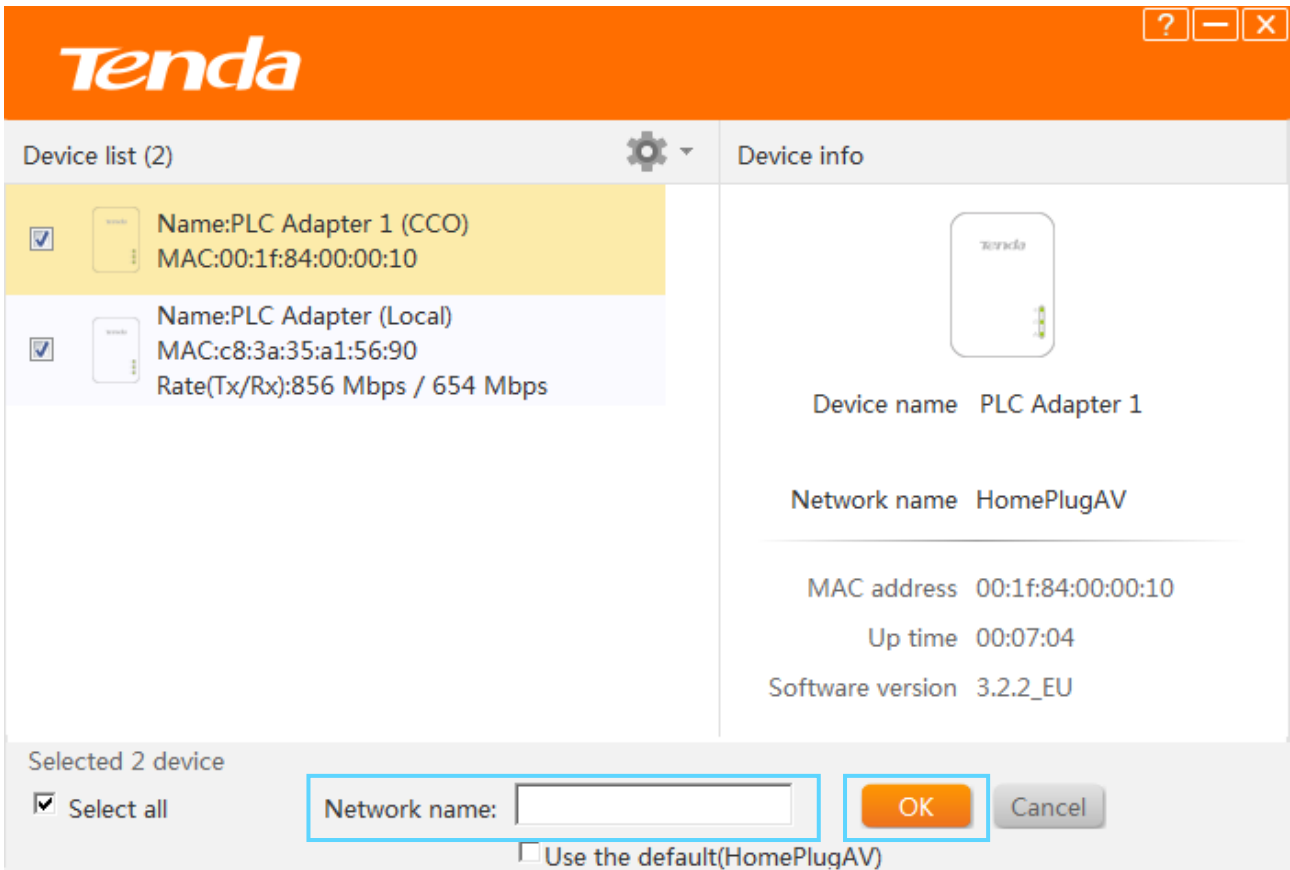 Tenda
?
Device list (2)
Device info
Name:PLC Adapter 1 (CCO)
MAC:00:1f:84:00:00:10
Name:PLC Adapter (Local)
MAC:c8:3a:35:a1:56:90
Rate(Tx/Rx):856 Mbps / 654 Mbps
Tenda
Device name PLC Adapter 1
Network name HomePlugAV
MAC address 00:1f:84:00:00:10
Up time 00:07:04
Software version 3.2.2_EU
Selected 2 device
Select all
Network name:
OK
Cancel
Use the default(HomePlugAV)